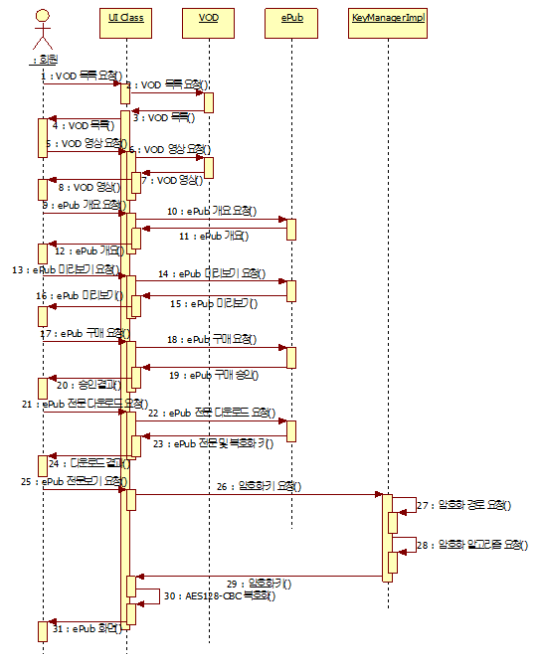 UI Class
VOD
ePub
KeyManagerImpl
: 회원
1 : VOD 목록 요청()
2 : VOD 목록 요청()
3 : VOD 목록()
4 : VOD 목록()
5 : VOD 영상 요청()
6 : VOD 영상 요청()
7 : VOD 영상()
8 : VOD 영상()
9 : ePub 개요 요청()
10 : ePub 개요 요청()
11 : ePub 개요()
12 : ePub 개요()
13 : ePub 미리보기 요청()
14 : ePub 미리보기 요청()
15 : ePub 미리보기()
16 : ePub 미리보기()
17 : ePub 구매 요청()
18 : ePub 구매 요청()
19 : ePub 구매 승인()
20 : 승인결과()
21 : ePub 전문 다운로드 요청()
22 : ePub 전문 다운로드 요청()
23 : ePub 전문 및 복호화 키()
24 : 다운로드 결과()
25 : ePub 전문보기 요청()
26 : 암호화키 요청()
27 : 암호화 경로 요청()
28 : 암호화 알고리즘 요청()
29 : 암호화키()
30 : AES128-CBC 복호화()
31 : ePub 화면()